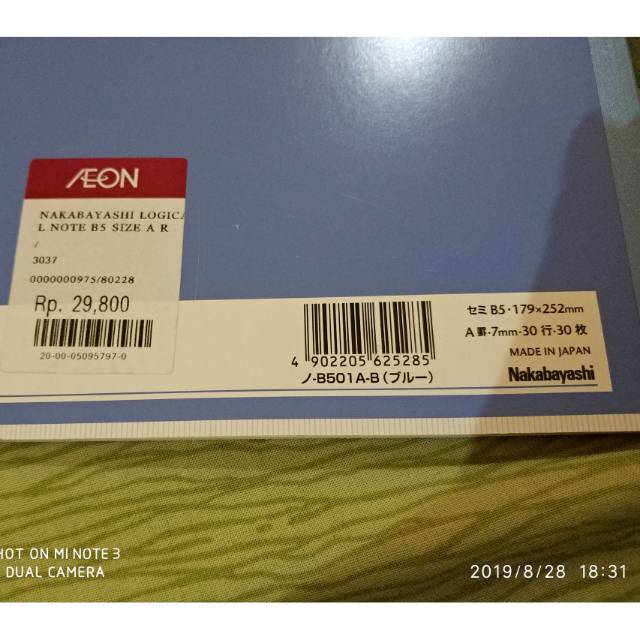 ÆON
NAKABAYASHI LOGICA
L NOTE B5 SIZE A R
/
3037
0000000975/80228
Rp. 29,800
20-00-05095797-0
4 902205 625285
ノ-B501A-B(ブルー)
セミB5・179×252mm
A罫・7mm・30行・30枚
MADE IN JAPAN
Nakabayashi
HOT ON MI NOTE 3
DUAL CAMERA
2019/8/28 18:31